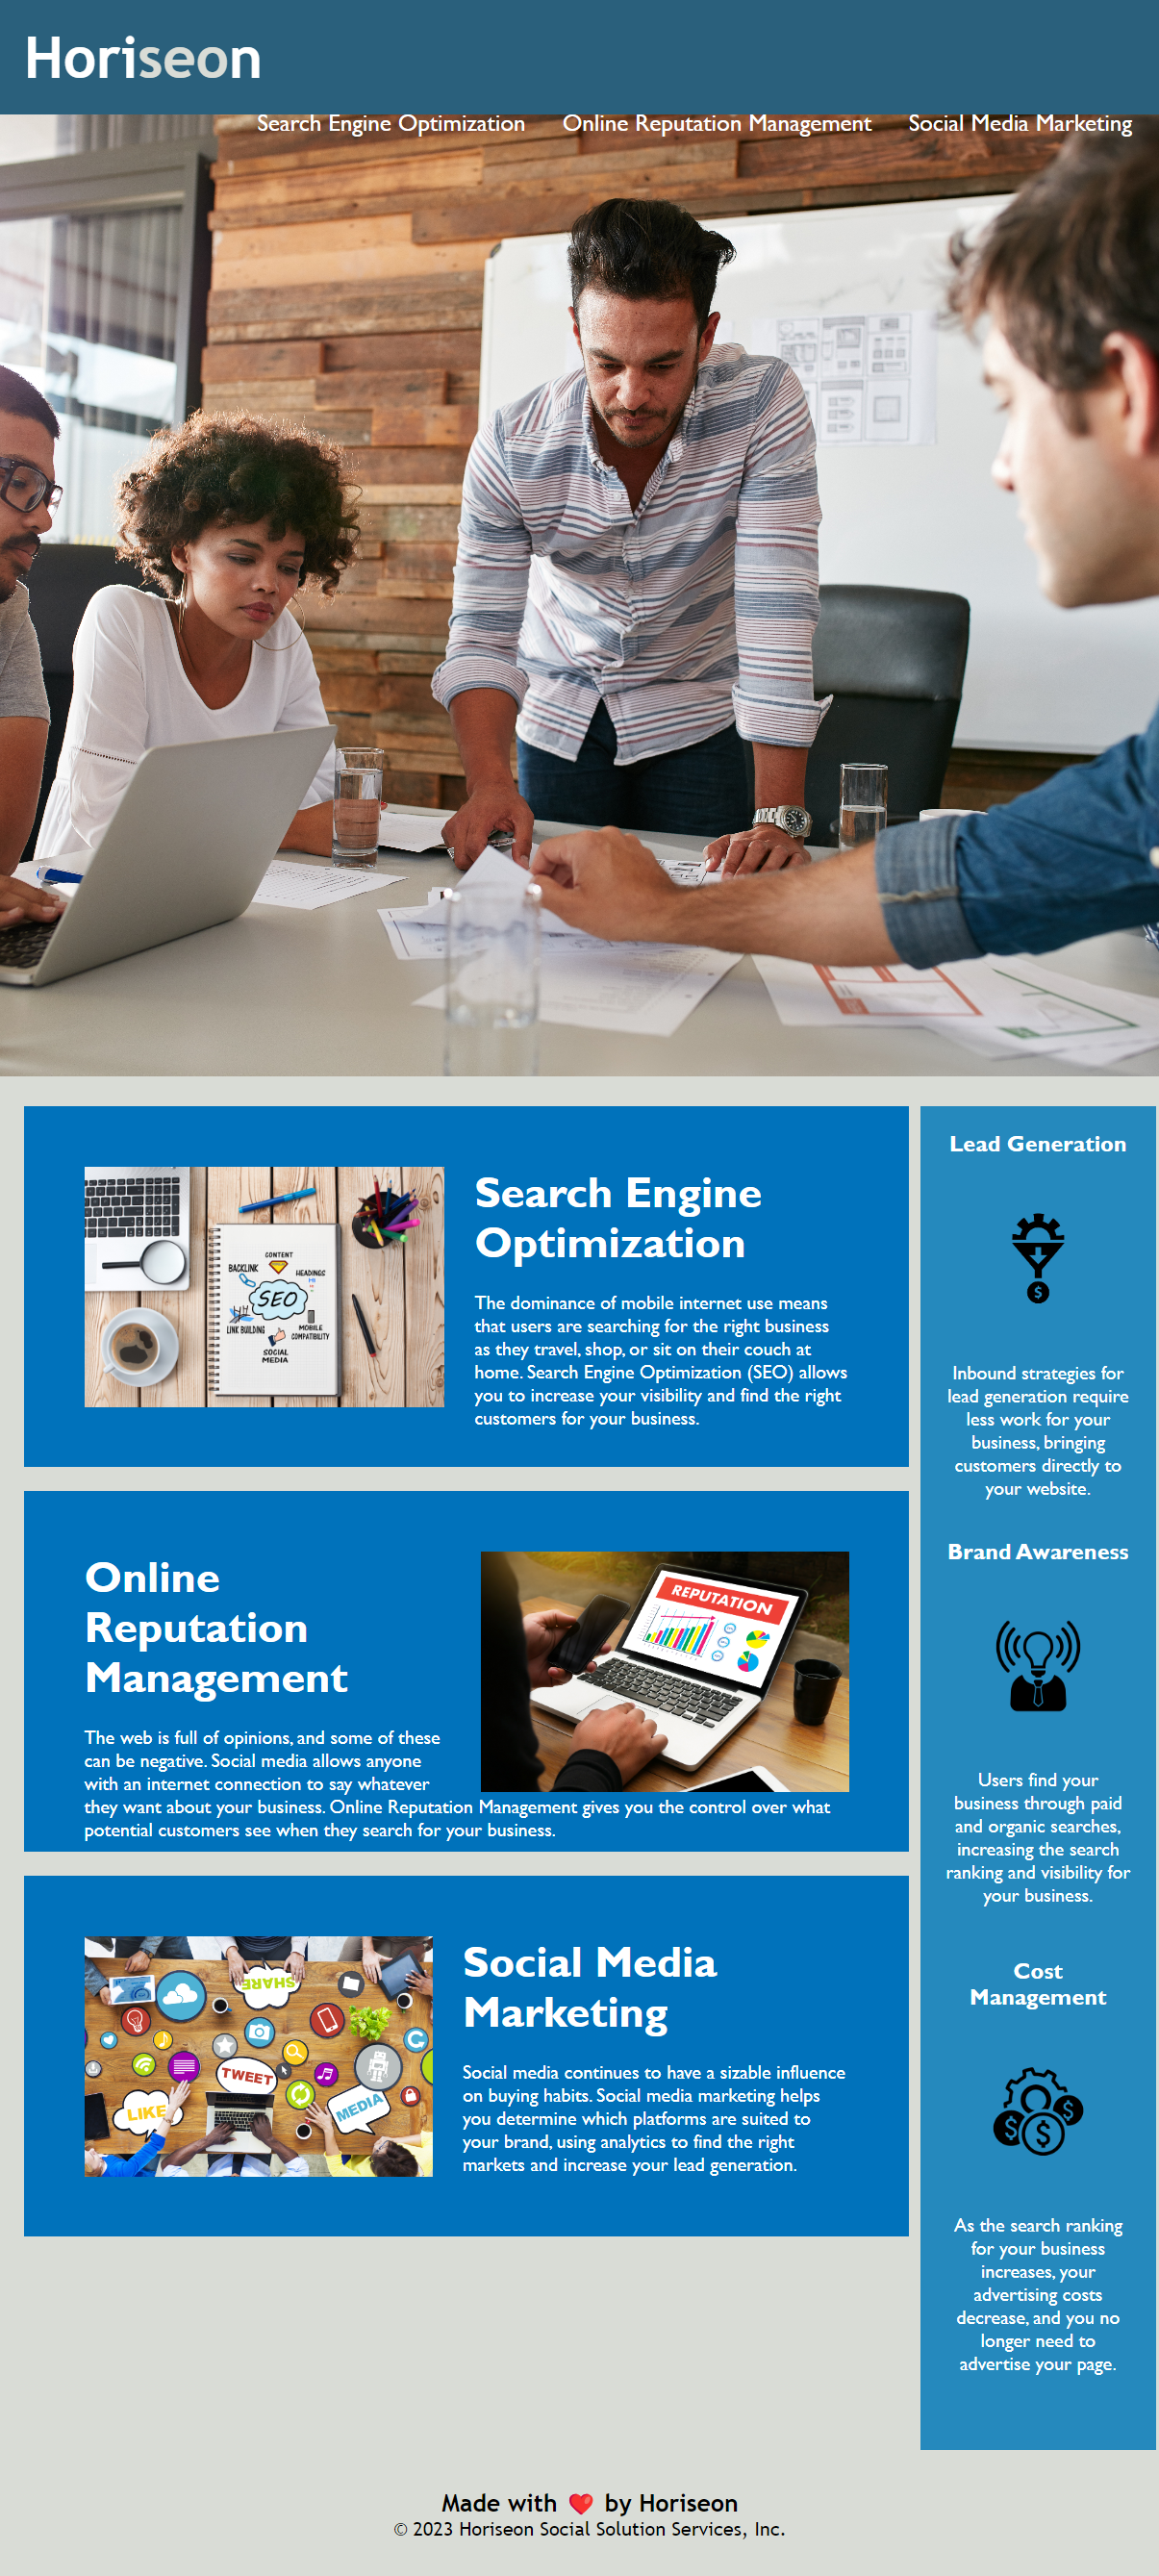 Horiseon
Search Engine Optimization
Online Reputation Management
Social Media Marketing
CONTENT
BACKLINK
HEADINGS
SEO
LINK BUILDING
MOBILE
COMPATIBILITY
SOCIAL
MEDIA
Search Engine
Optimization
The dominance of mobile internet use means
that users are searching for the right business
as they travel, shop, or sit on their couch at
home. Search Engine Optimization (SEO) allows
you to increase your visibility and find the right
customers for your business.
Online
Reputation
Management
REPUTATION
The web is full of opinions, and some of these
can be negative. Social media allows anyone
with an internet connection to say whatever
they want about your business. Online Reputation Management gives you the control over what
potential customers see when they search for your business.
SHARE
TWEET
LIKE
MEDIA
Social Media
Marketing
Social media continues to have a sizable influence
on buying habits. Social media marketing helps
you determine which platforms are suited to
your brand, using analytics to find the right
markets and increase your lead generation.
Lead Generation
$
Inbound strategies for
lead generation require
less work for your
business, bringing
customers directly to
your website.
Brand Awareness
Users find your
business through paid
and organic searches,
increasing the search
ranking and visibility for
your business.
Cost
Management
$ $ $
As the search ranking
for your business
increases, your
advertising costs
decrease, and you no
longer need to
advertise your page.
Made with ❤️ by Horiseon
© 2023 Horiseon Social Solution Services, Inc.